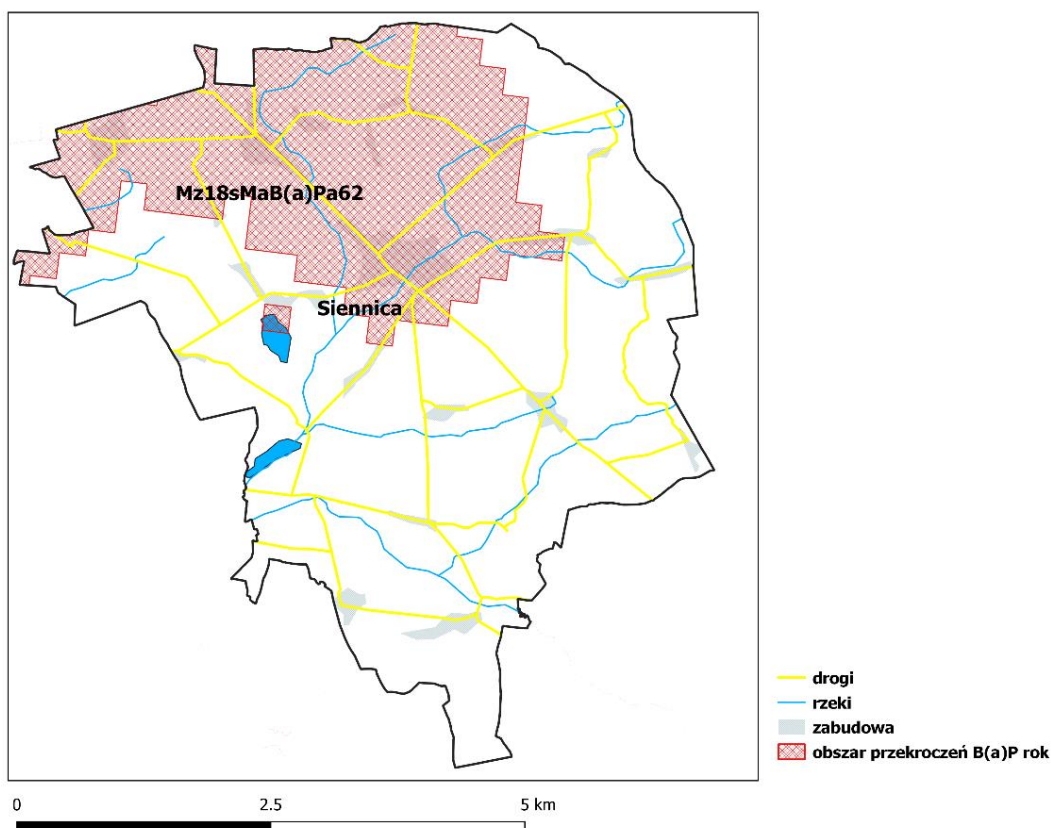 Mz18sMaB(a)Pa62
Siennica
drogi
rzeki
zabudowa
obszar przekroczeń B(a)P rok
0 2.5 5 km